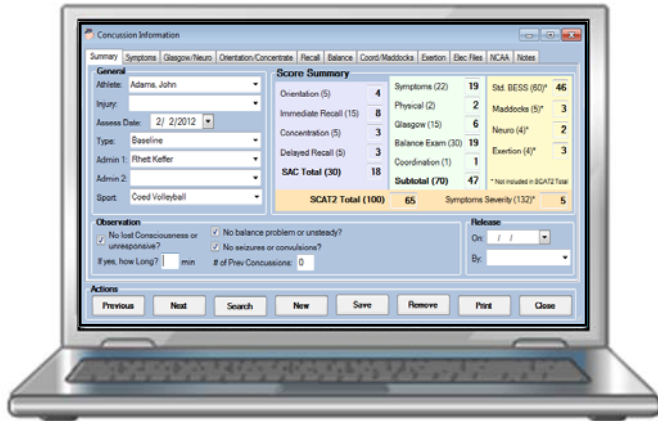 Concussion Information
Summary Symptoms Glasgow/Neuro Orientation/Concentrate Recall Balance Coord/Maddocks Exertion Elec Files NCAA Notes
General
Athlete: Adams, John
Injury:
Assess Date: 2/ 2/2012
Type: Baseline
Admin 1: Rhett Keffer
Admin 2:
Sport: Coed Volleyball
Score Summary
Orientation (5) 4
Immediate Recall (15) 8
Concentration (5) 3
Delayed Recall (5) 3
SAC Total (30) 18
Symptoms (22) 19
Physical (2) 2
Glasgow (15) 6
Balance Exam (30) 19
Coordination (1) 1
Subtotal (70) 47
Std. BESS (60)* 46
Maddocks (5)* 3
Neuro (4)* 2
Exertion (4)* 3
* Not included in SCAT2 Total
SCAT2 Total (100) 65 Symptoms Severity (132)* 5
Observation
No lost Consciousness or
unresponsive?
If yes, how Long? min
No balance problem or unsteady?
No seizures or convulsions?
# of Prev Concussions: 0
Release
On: / /
By:
Actions
Previous Next Search New Save Remove Print Close